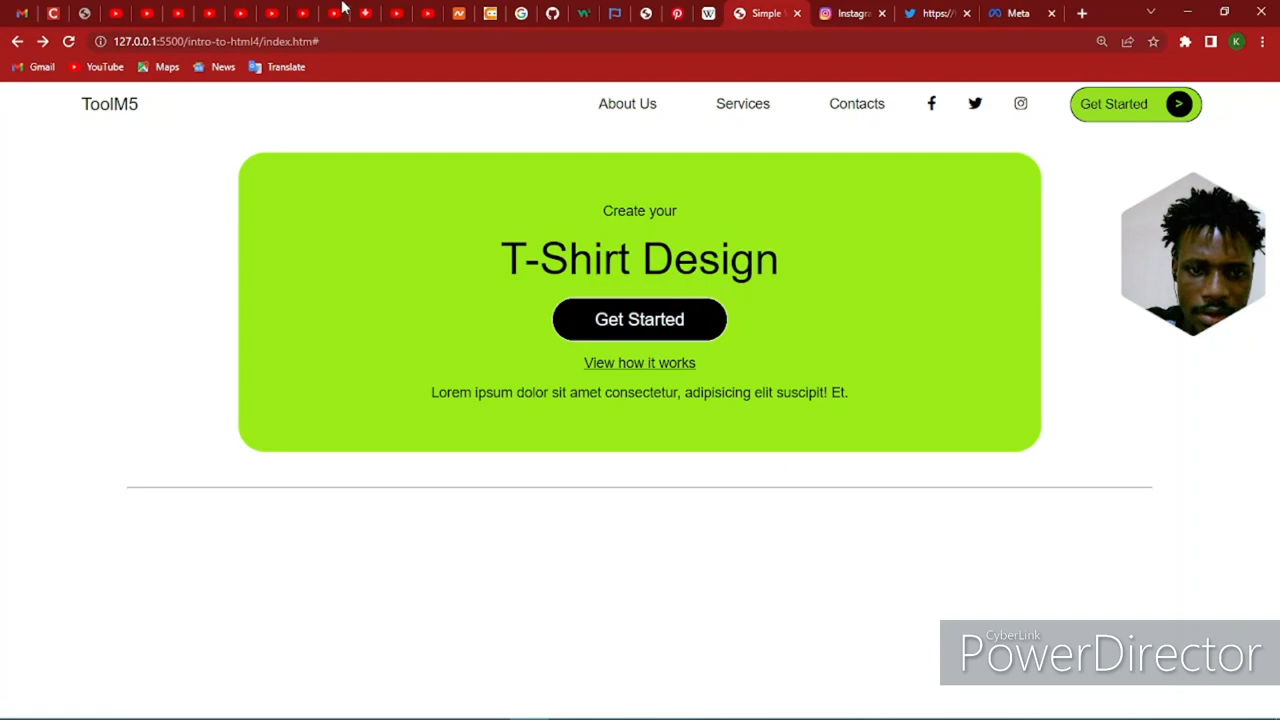 Simple
Instagr
https://
Meta
127.0.0.1:5500/intro-to-html4/index.htm#
K
Gmail
YouTube
Maps
News
Translate
ToolM5
About Us
Services
Contacts
Get Started >
Create your
T-Shirt Design
Get Started
View how it works
Lorem ipsum dolor sit amet consectetur, adipisicing elit suscipit! Et.
CyberLink
PowerDirector